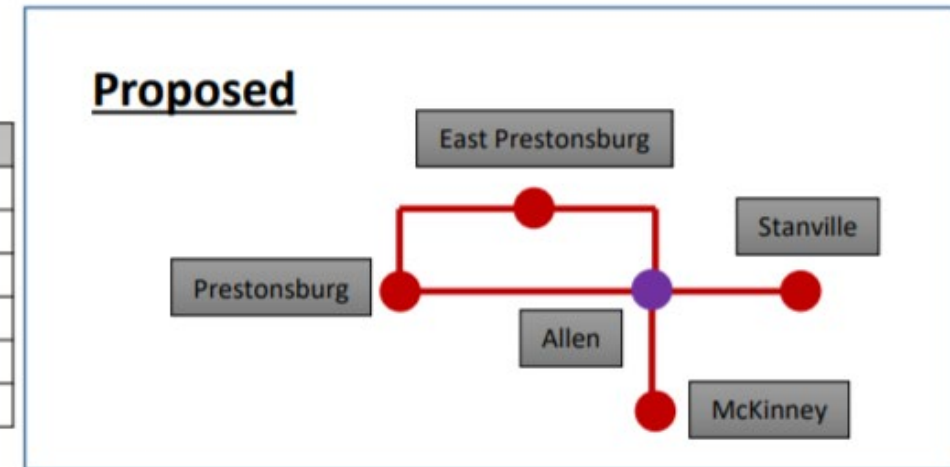 Proposed
East Prestonsburg
Stanville
Prestonsburg
Allen
McKinney